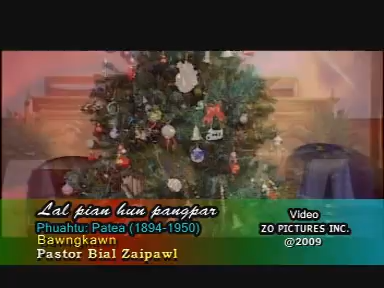 Lal pian hun pangpar
Phuahtu: Patea (1894-1950)
Bawngkawn
Pastor Bial Zaipawl
Video
ZO PICTURES INC.
@2009